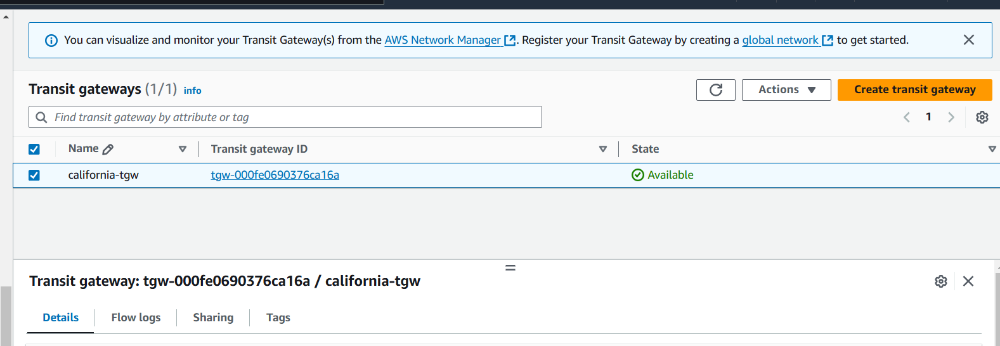 You can visualize and monitor your Transit Gateway(s) from the AWS Network Manager. Register your Transit Gateway by creating a global network to get started.
Transit gateways (1/1) info
Actions
Create transit gateway
Find transit gateway by attribute or tag
1
Name
Transit gateway ID
State
california-tgw
tgw-000fe0690376ca16a
Available
Transit gateway: tgw-000fe0690376ca16a / california-tgw
Details
Flow logs
Sharing
Tags